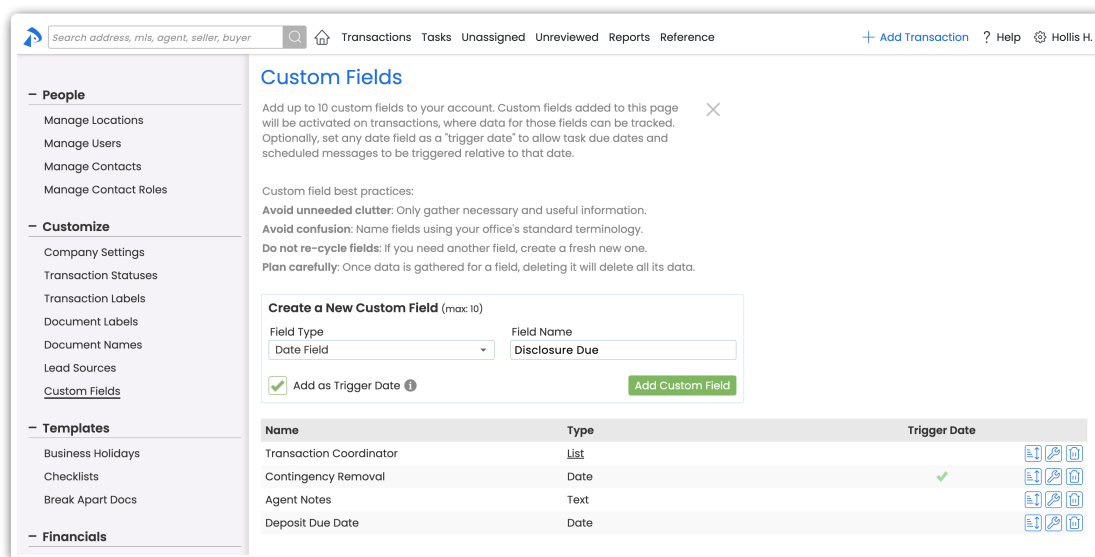 Search address, mls, agent, seller, buyer
Transactions Tasks Unassigned Unreviewed Reports Reference
+ Add Transaction ? Help Hollis H.
− People
Manage Locations
Manage Users
Manage Contacts
Manage Contact Roles
− Customize
Company Settings
Transaction Statuses
Transaction Labels
Document Labels
Document Names
Lead Sources
Custom Fields
− Templates
Business Holidays
Checklists
Break Apart Docs
− Financials
Custom Fields
Add up to 10 custom fields to your account. Custom fields added to this page
will be activated on transactions, where data for those fields can be tracked.
Optionally, set any date field as a "trigger date" to allow task due dates and
scheduled messages to be triggered relative to that date.
Custom field best practices:
Avoid unneeded clutter: Only gather necessary and useful information.
Avoid confusion: Name fields using your office's standard terminology.
Do not re-cycle fields: If you need another field, create a fresh new one.
Plan carefully: Once data is gathered for a field, deleting it will delete all its data.
Create a New Custom Field (max: 10)
Field Type Field Name
Date Field Disclosure Due
Add as Trigger Date Add Custom Field
Name Type Trigger Date
Transaction Coordinator List
Contingency Removal Date
Agent Notes Text
Deposit Due Date Date